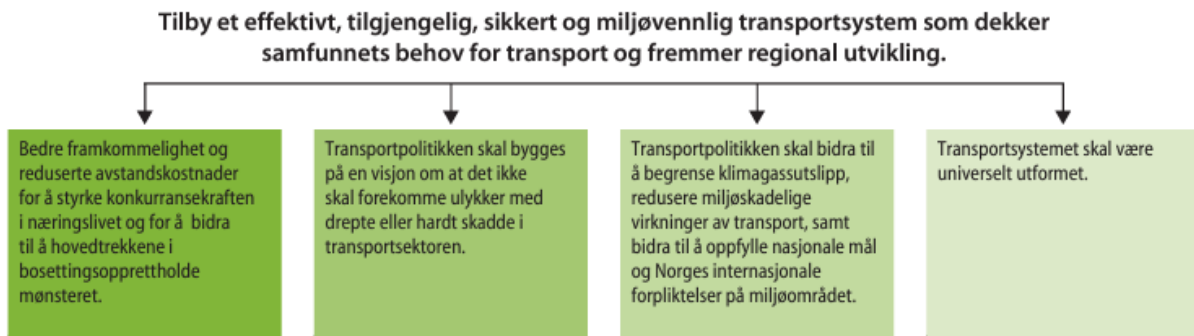 Tilby et effektivt, tilgjengelig, sikkert og miljøvennlig transportsystem som dekker
samfunnets behov for transport og fremmer regional utvikling.
Bedre framkommelighet og
reduserte avstandskostnader
for å styrke konkurransekraften
i næringslivet og for å bidra
til å hovedtrekkene i
bosettingsopprettholde
mønsteret.
Transportpolitikken skal bygges
på en visjon om at det ikke
skal forekomme ulykker med
drepte eller hardt skadde i
transportsektoren.
Transportpolitikken skal bidra til
å begrense klimagassutslipp,
redusere miljøskadelige
virkninger av transport, samt
bidra til å oppfylle nasjonale mål
og Norges internasjonale
forpliktelser på miljøområdet.
Transportsystemet skal være
universelt utformet.